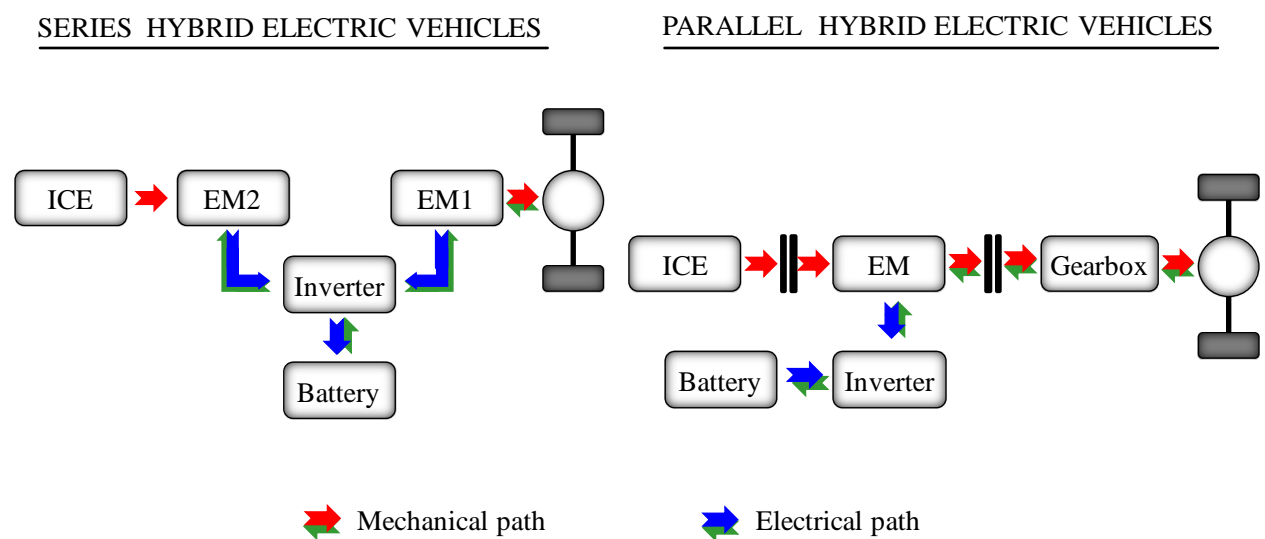 SERIES HYBRID ELECTRIC VEHICLES
PARALLEL HYBRID ELECTRIC VEHICLES
ICE
EM2
EM1
Inverter
Battery
ICE
EM
Gearbox
Battery
Inverter
Mechanical path
Electrical path